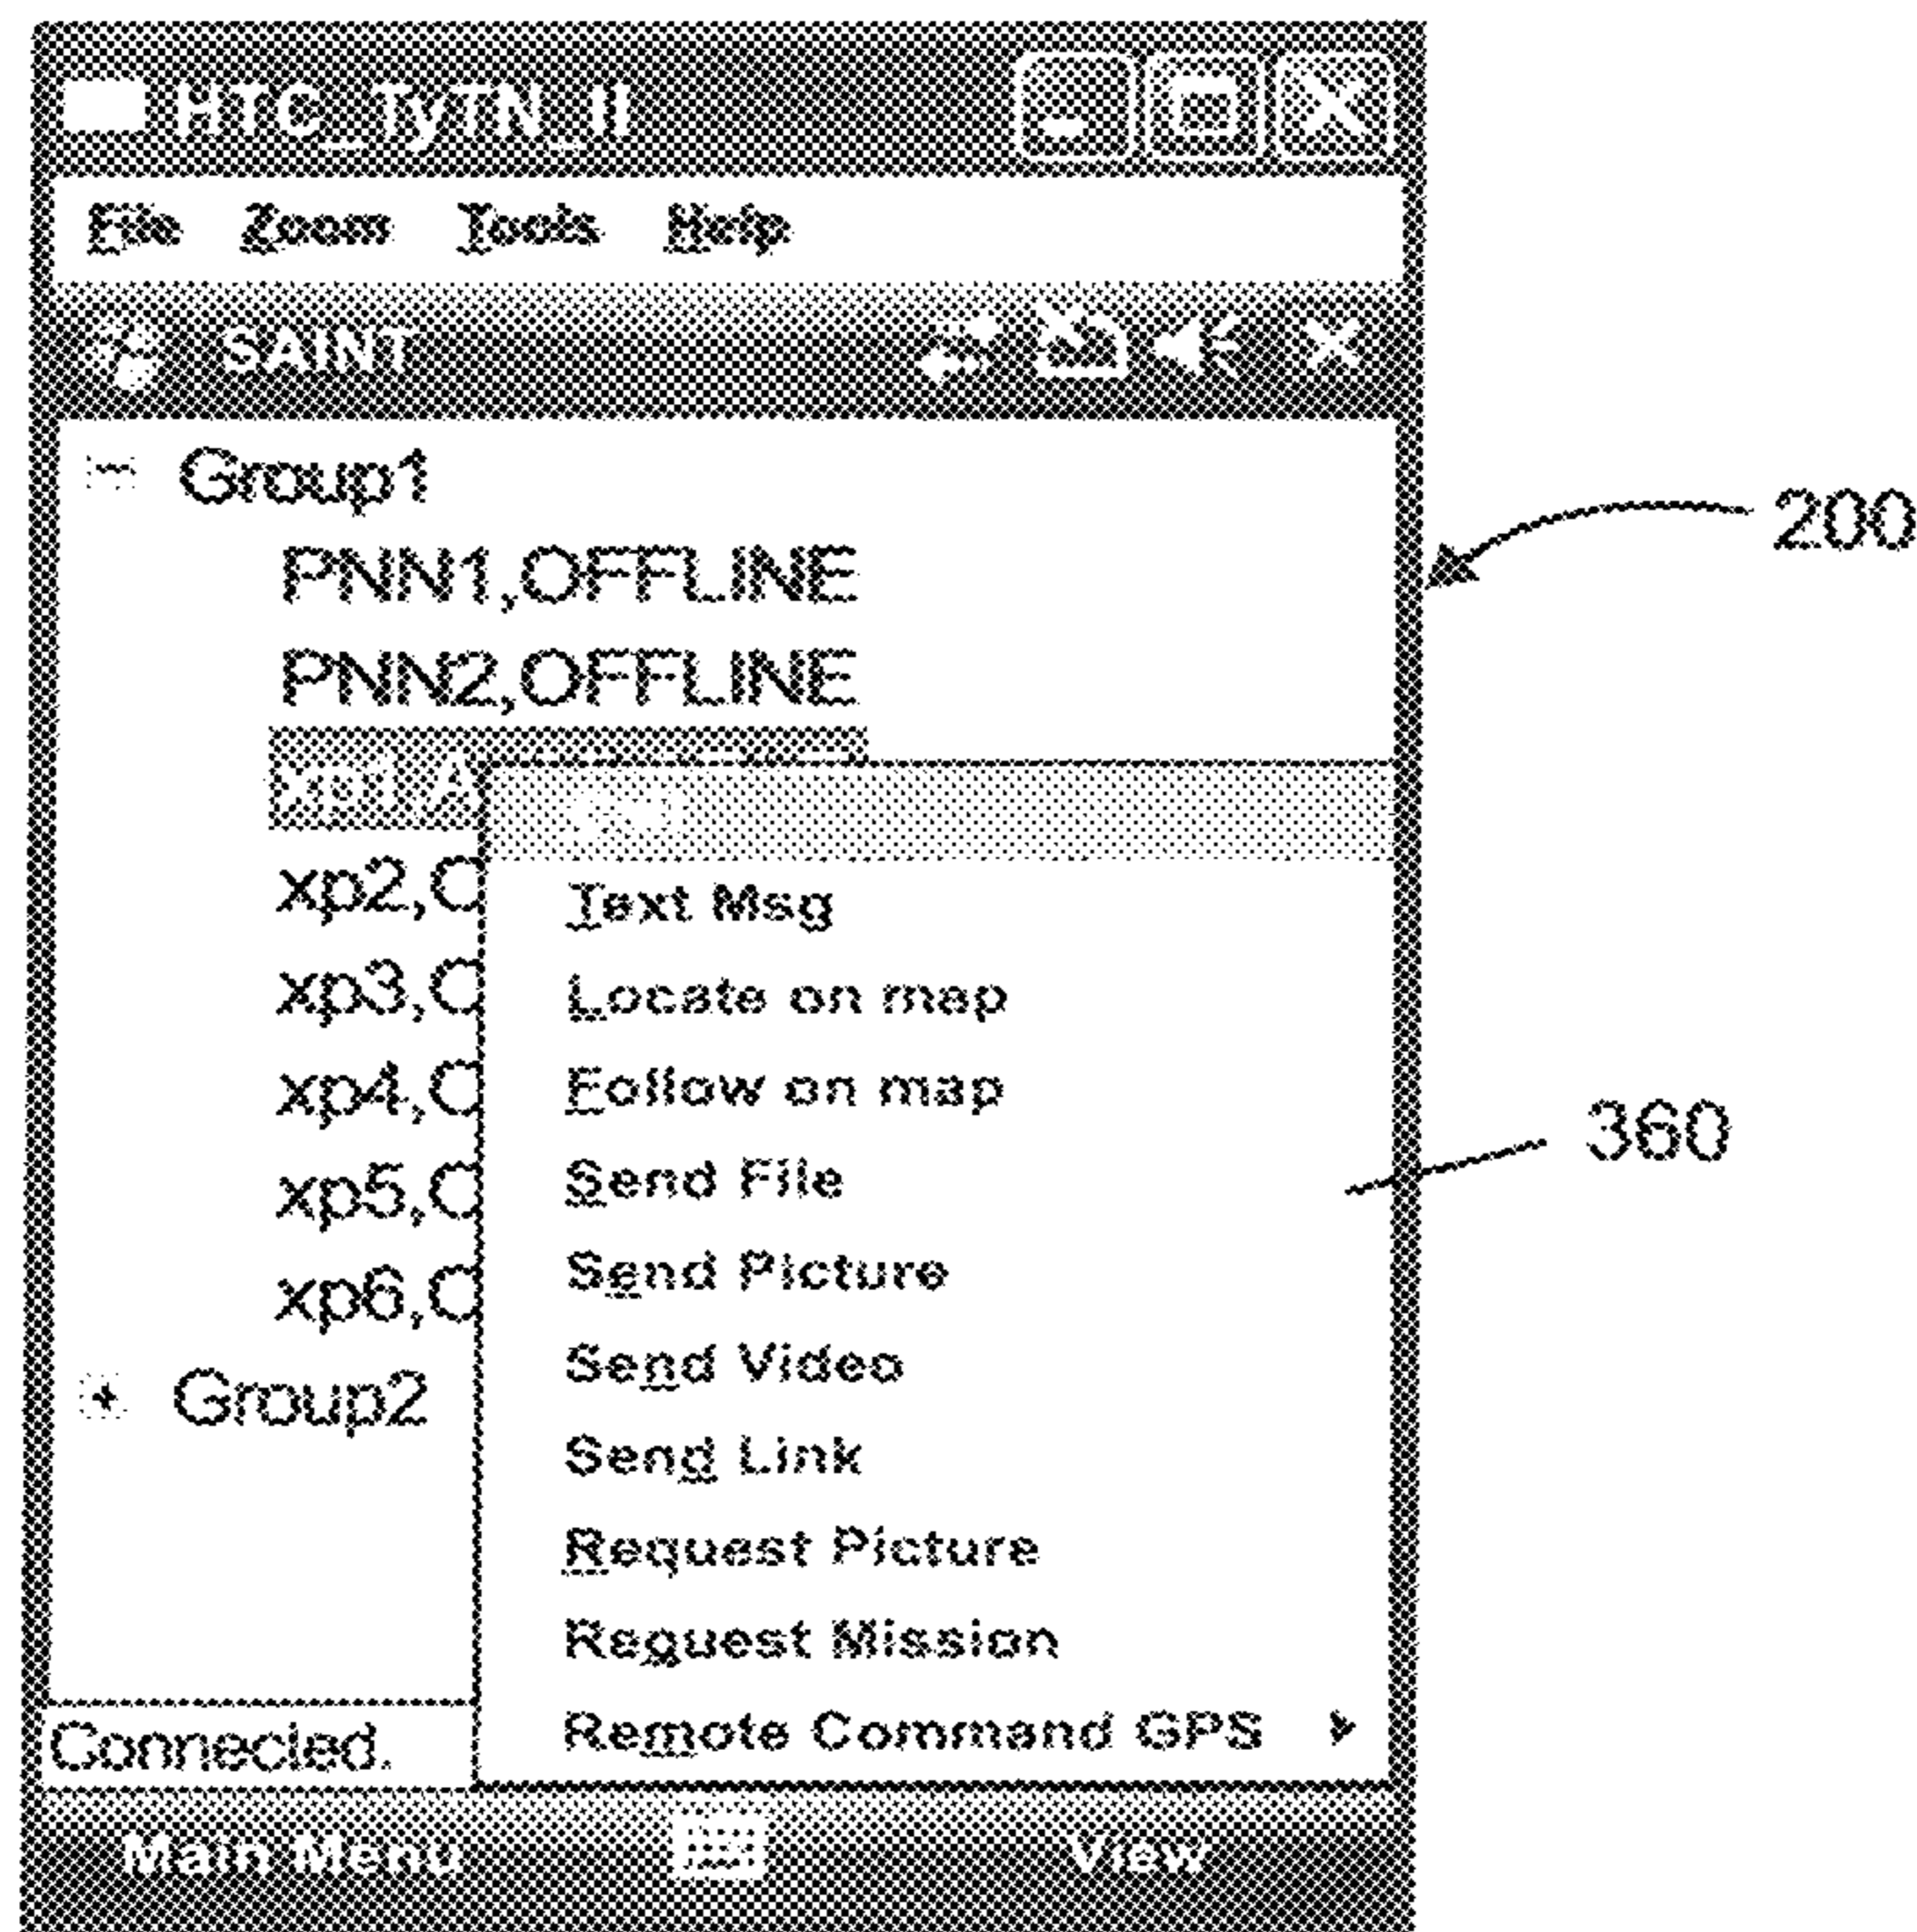 HTC_TyTN_II
File Zoom Tools Help
SAINT
Group1
PNN1,OFFLINE
200
PNN2,OFFLINE
xp1,A
xp2,O
Text Msg
xp3,O
Locate on map
xp4,O
Follow on map
360
xp5,O
Send File
xp6,O
Send Picture
Send Video
Group2
Send Link
Request Picture
Request Mission
Remote Command GPS
Connected.
Main Menu
View